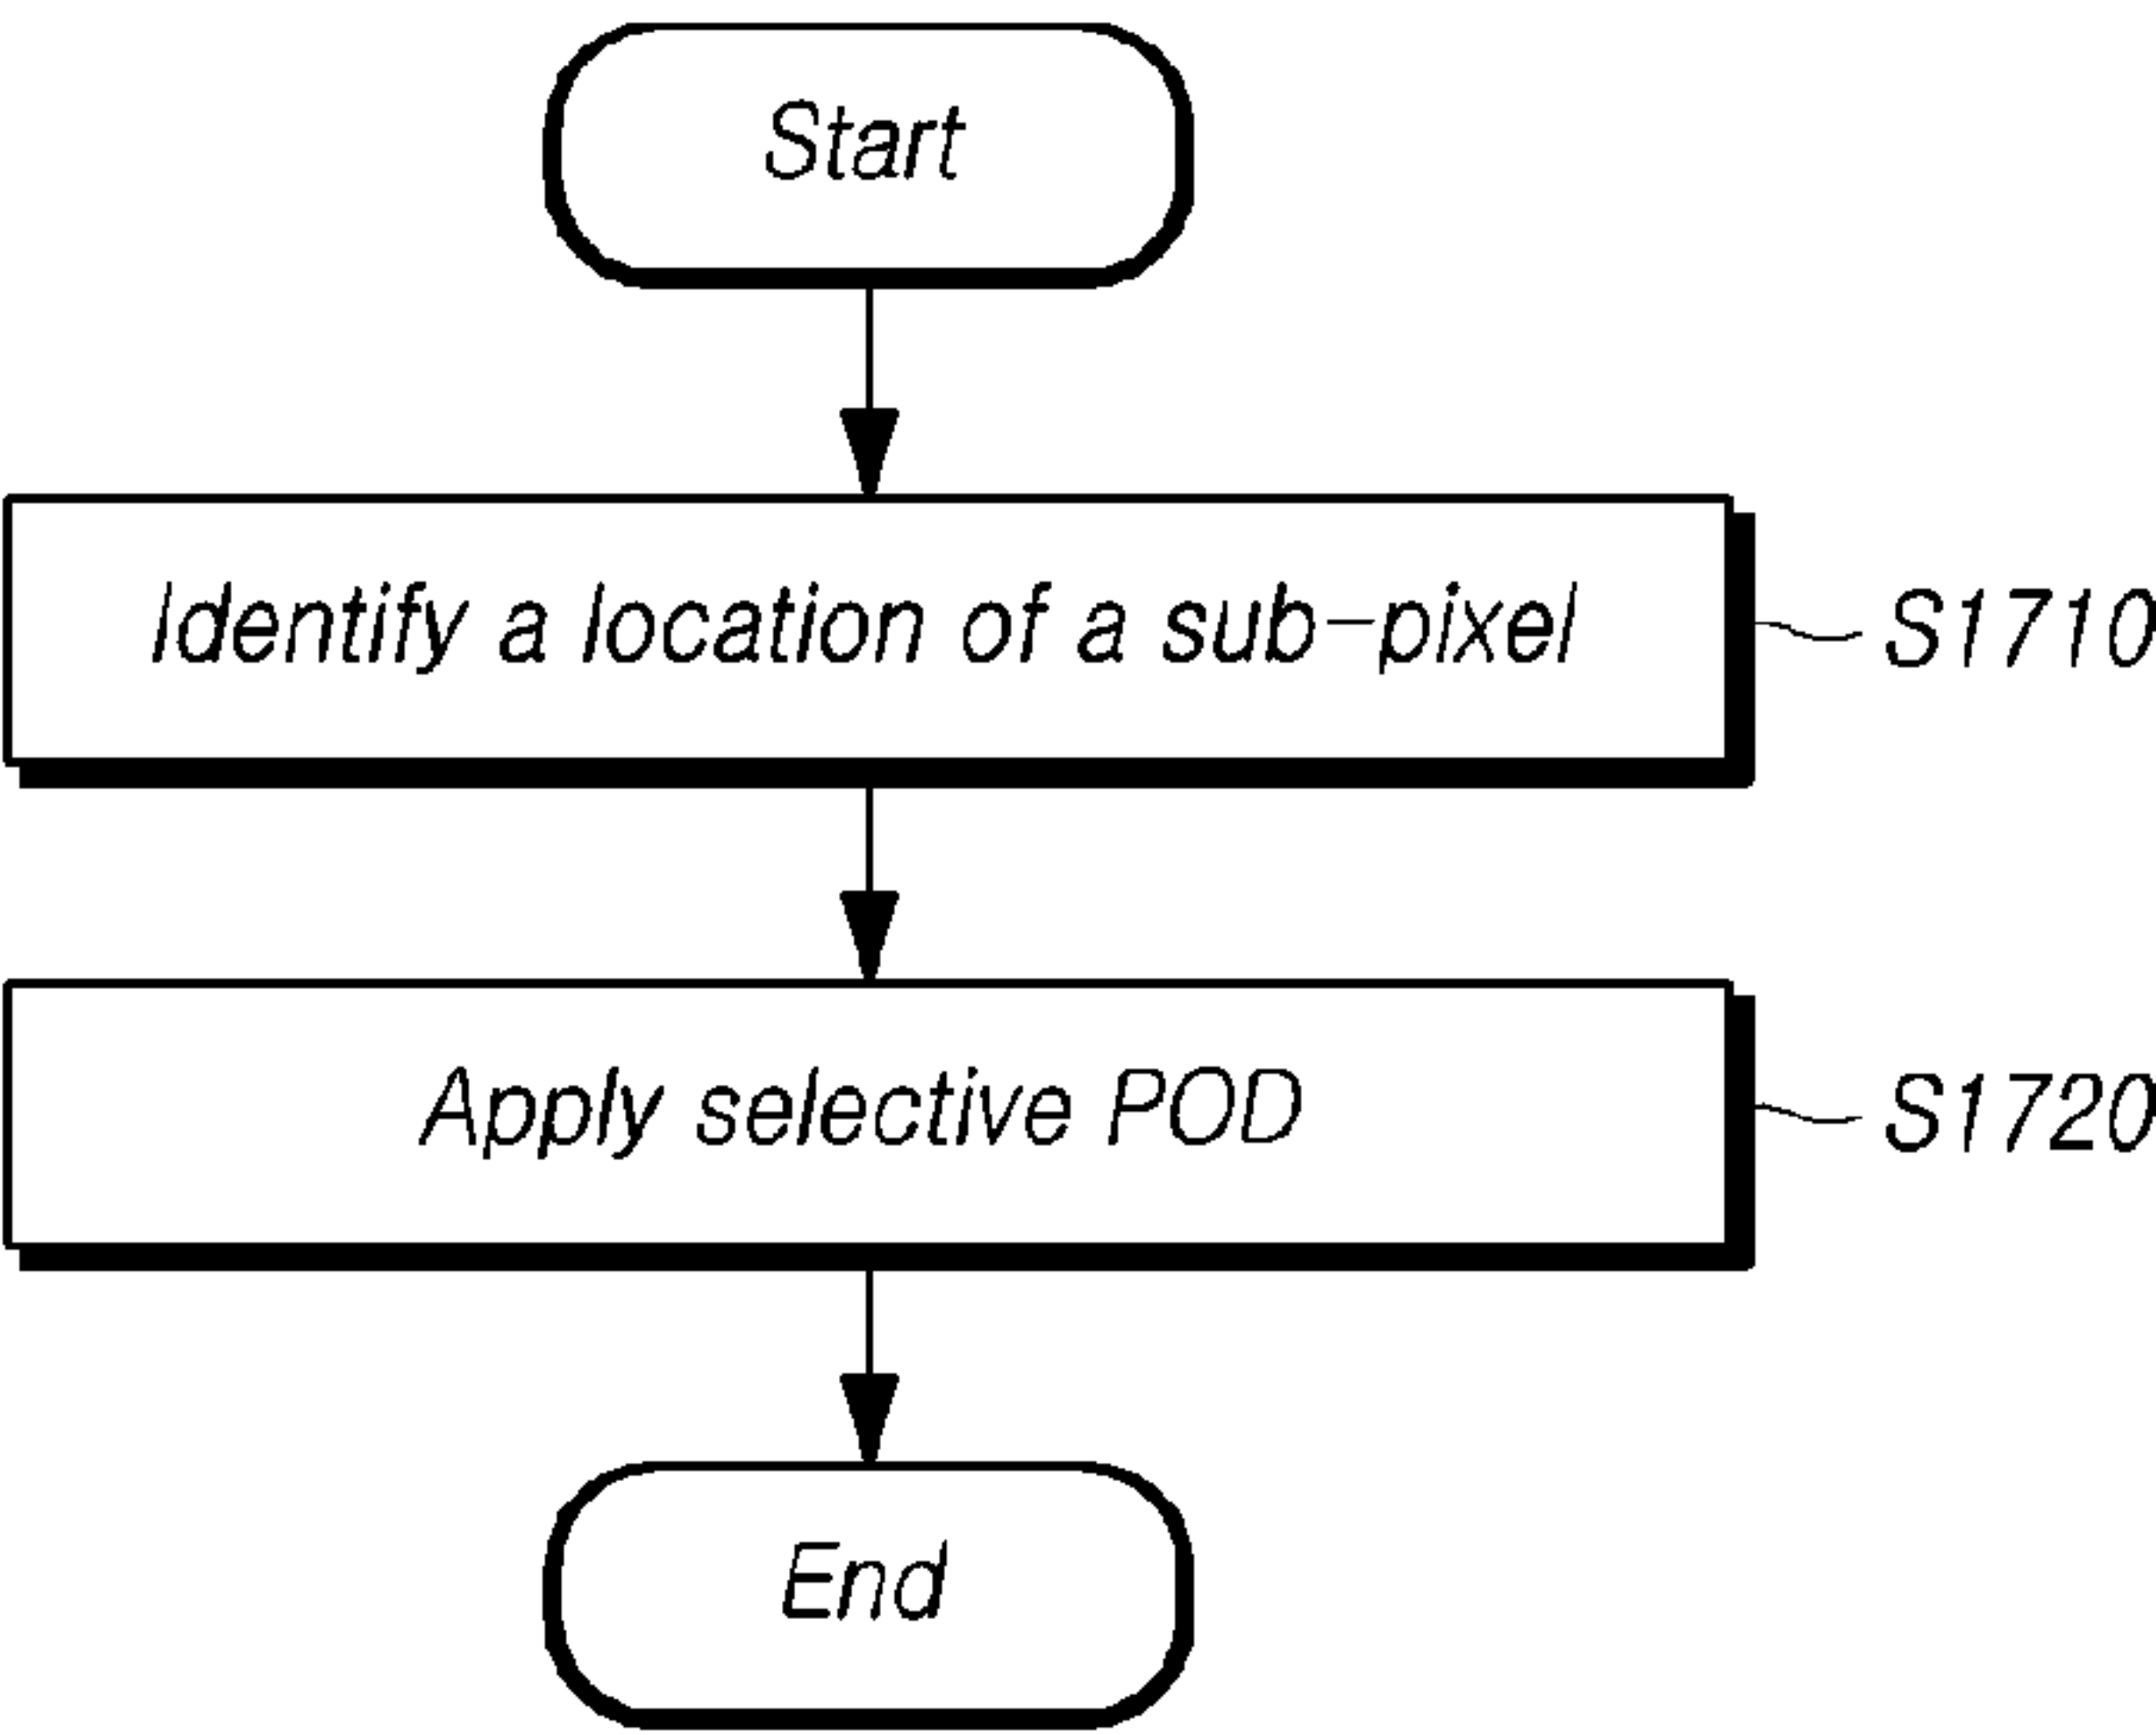 Start
Identify a location of a sub-pixel
S1710
Apply selective POD
S1720
End